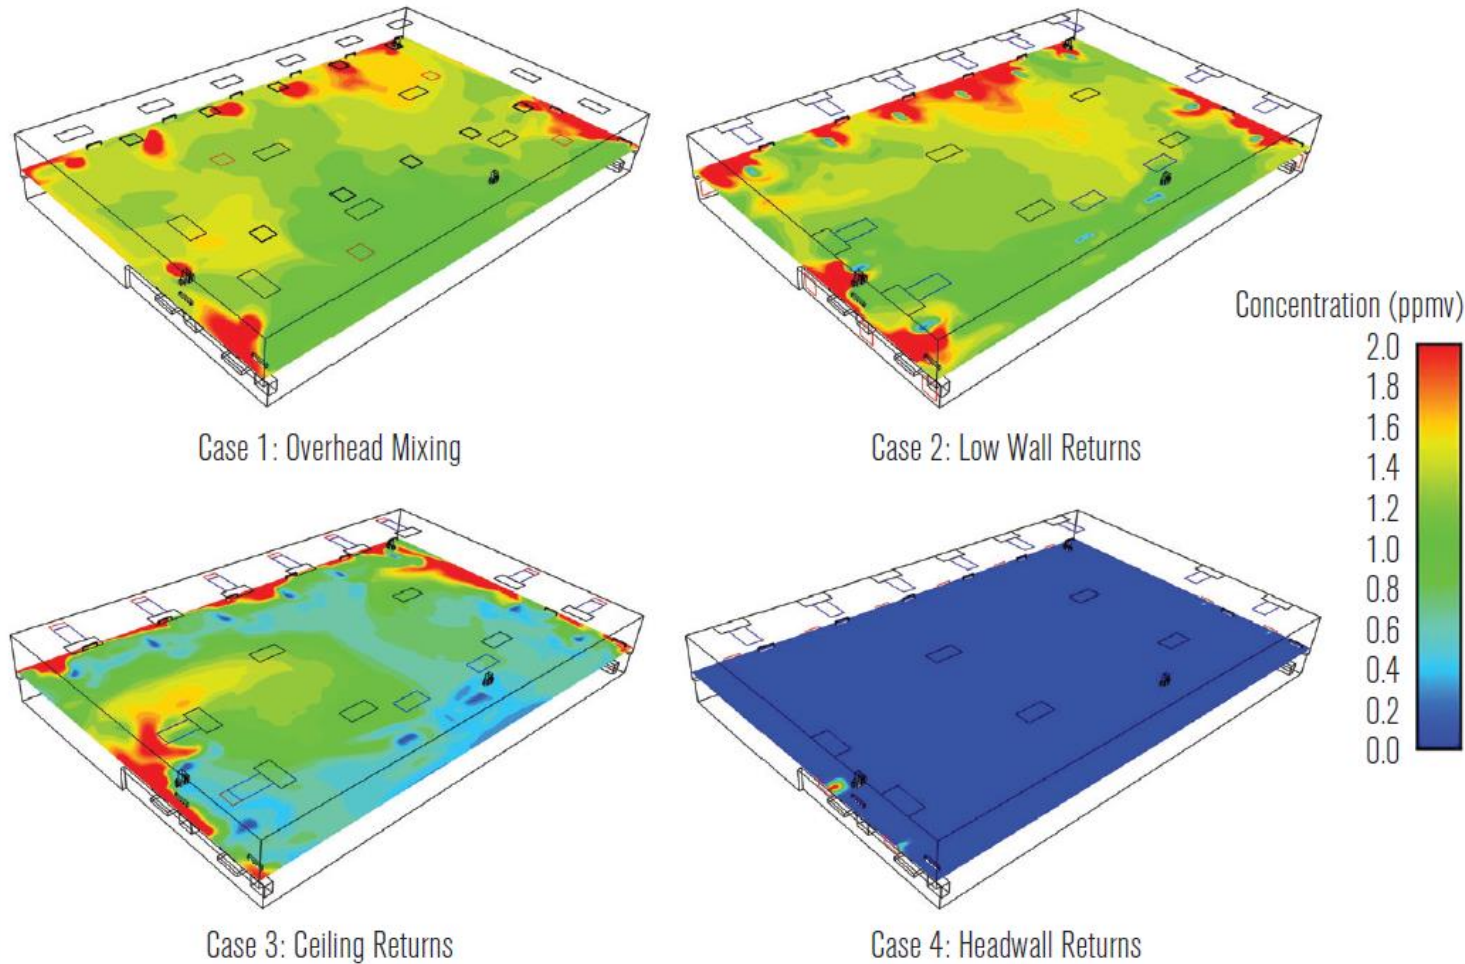 Case 1: Overhead Mixing
Case 2: Low Wall Returns
Concentration (ppmv)
2.0
1.8
1.6
1.4
1.2
1.0
0.8
0.6
0.4
0.2
0.0
Case 3: Ceiling Returns
Case 4: Headwall Returns